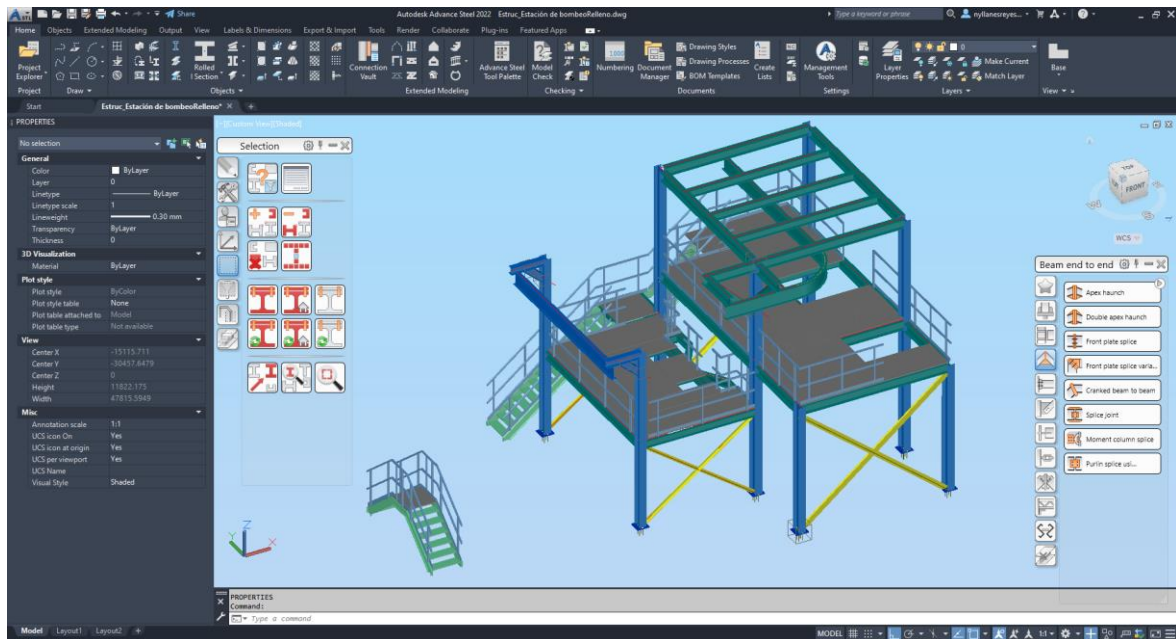 Share
Autodesk Advance Steel 2022 Estruc_Estación de bombeoRelleno.dwg
Type a keyword or phrase
nyllanesreyes...
Home Objects Extended Modeling Output View Labels & Dimensions Export & Import Tools Render Collaborate Plug-ins Featured Apps
Project Explorer
Rolled I Section
Connection Vault
Advance Steel Tool Palette
Model Check
Numbering
Document Manager
Drawing Styles
Drawing Processes
BOM Templates
Create Lists
Management Tools
Layer Properties
0
Make Current
Match Layer
Base
Project Draw Objects Extended Modeling Checking Documents Settings Layers View
Start Estruc_Estación de bombeoRelleno*
PROPERTIES
No selection
General
Color ByLayer
Layer 0
Linetype ByLayer
Linetype scale 1
Lineweight 0.30 mm
Transparency ByLayer
Thickness 0
3D Visualization
Material ByLayer
Plot style
Plot style ByColor
Plot style table None
Plot table attached to Model
Plot table type Not available
View
Center X -15115.711
Center Y -30457.6479
Center Z 0
Height 11822.175
Width 47815.5949
Misc
Annotation scale 1:1
UCS icon On Yes
UCS icon at origin Yes
UCS per viewport Yes
UCS Name
Visual Style Shaded
[-][Custom View][Shaded]
Selection
TOP
FRONT
WCS
Beam end to end
Apex haunch
Double apex haunch
Front plate splice
Front plate splice varia...
Cranked beam to beam
Splice joint
Moment column splice
Purlin splice usi...
Z
Y
X
PROPERTIES
Command:
Type a command
Model Layout1 Layout2 +
MODEL
1:1